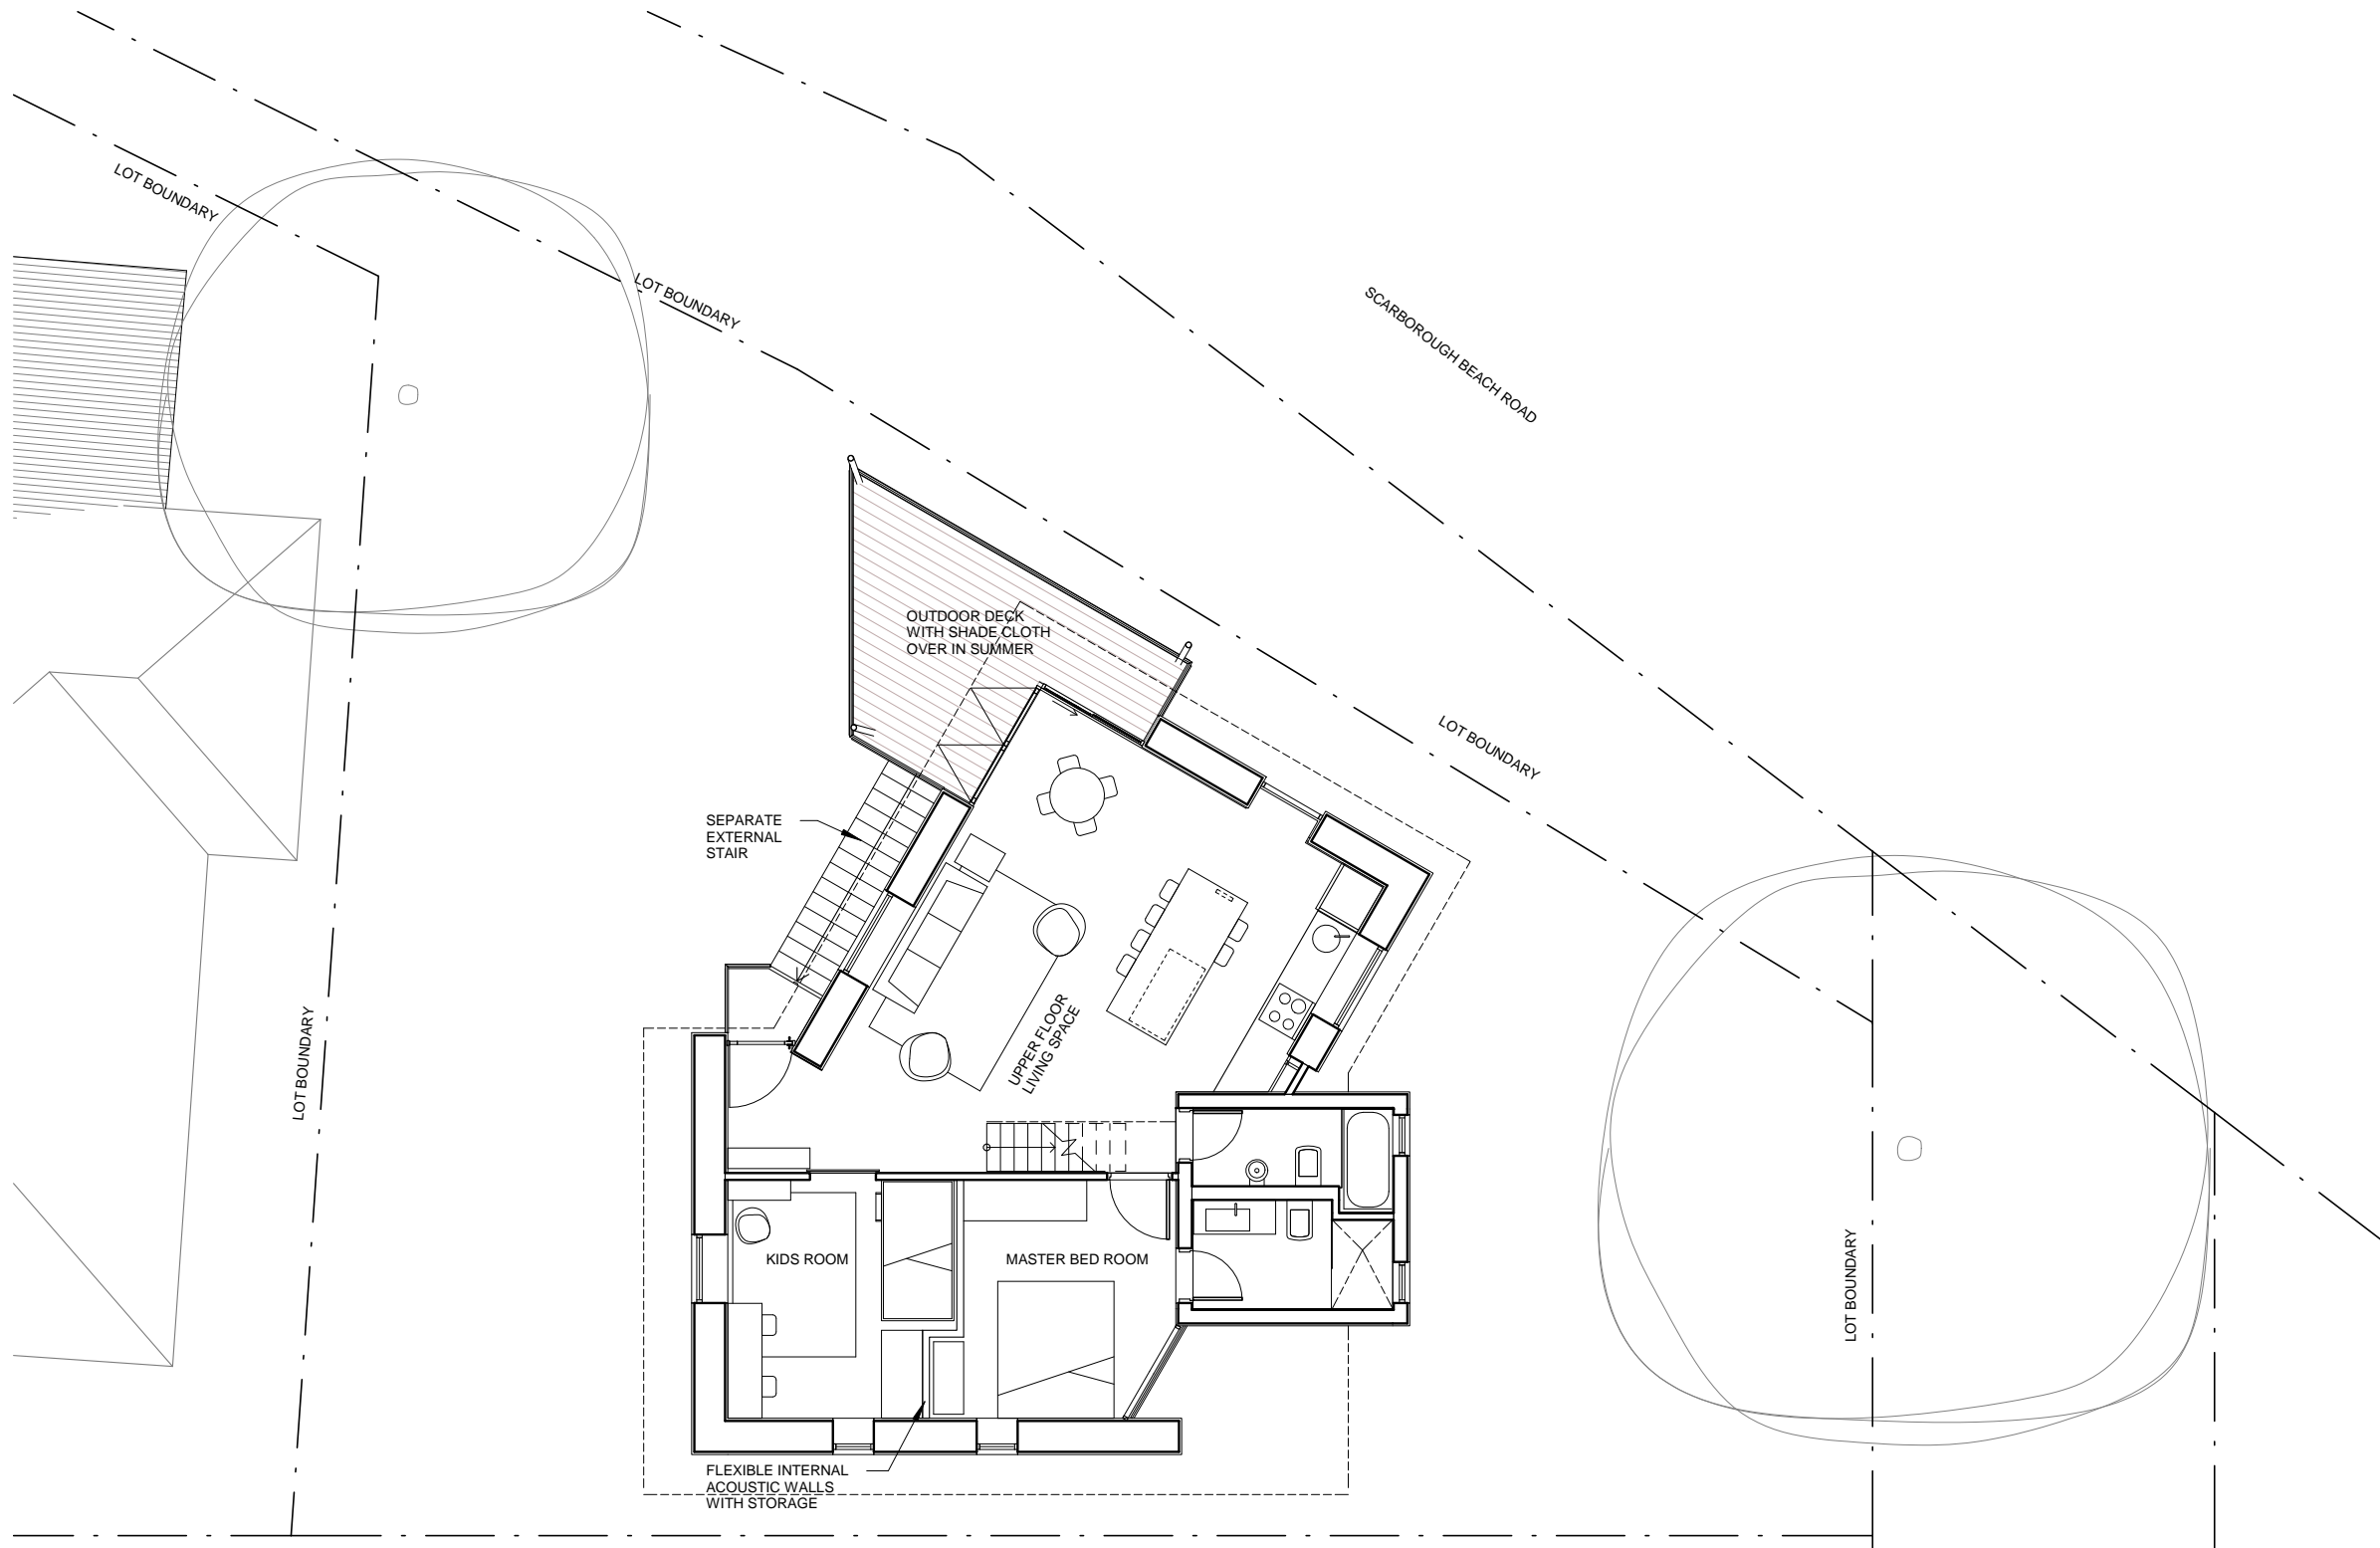 LOT BOUNDARY
LOT BOUNDARY
SCARBOROUGH BEACH ROAD
OUTDOOR DECK
WITH SHADE CLOTH
OVER IN SUMMER
LOT BOUNDARY
SEPARATE
EXTERNAL
STAIR
UPPER FLOOR
LIVING SPACE
LOT BOUNDARY
KIDS ROOM
MASTER BED ROOM
LOT BOUNDARY
FLEXIBLE INTERNAL
ACOUSTIC WALLS
WITH STORAGE